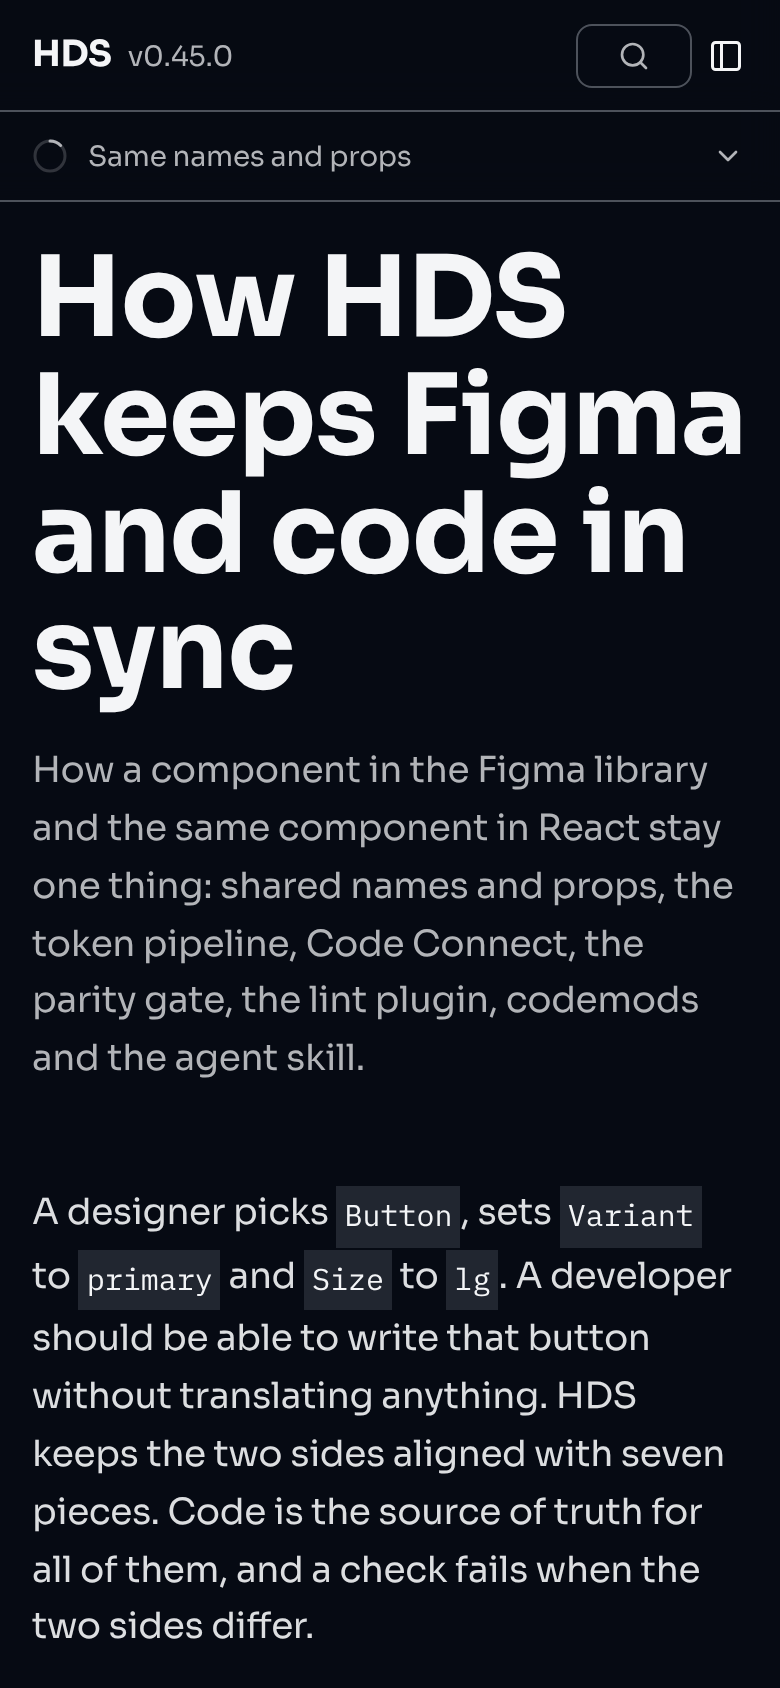 HDS v0.45.0
Same names and props
How HDS
keeps Figma
and code in
sync
How a component in the Figma library
and the same component in React stay
one thing: shared names and props, the
token pipeline, Code Connect, the
parity gate, the lint plugin, codemods
and the agent skill.
A designer picks Button, sets Variant
to primary and Size to lg. A developer
should be able to write that button
without translating anything. HDS
keeps the two sides aligned with seven
pieces. Code is the source of truth for
all of them, and a check fails when the
two sides differ.